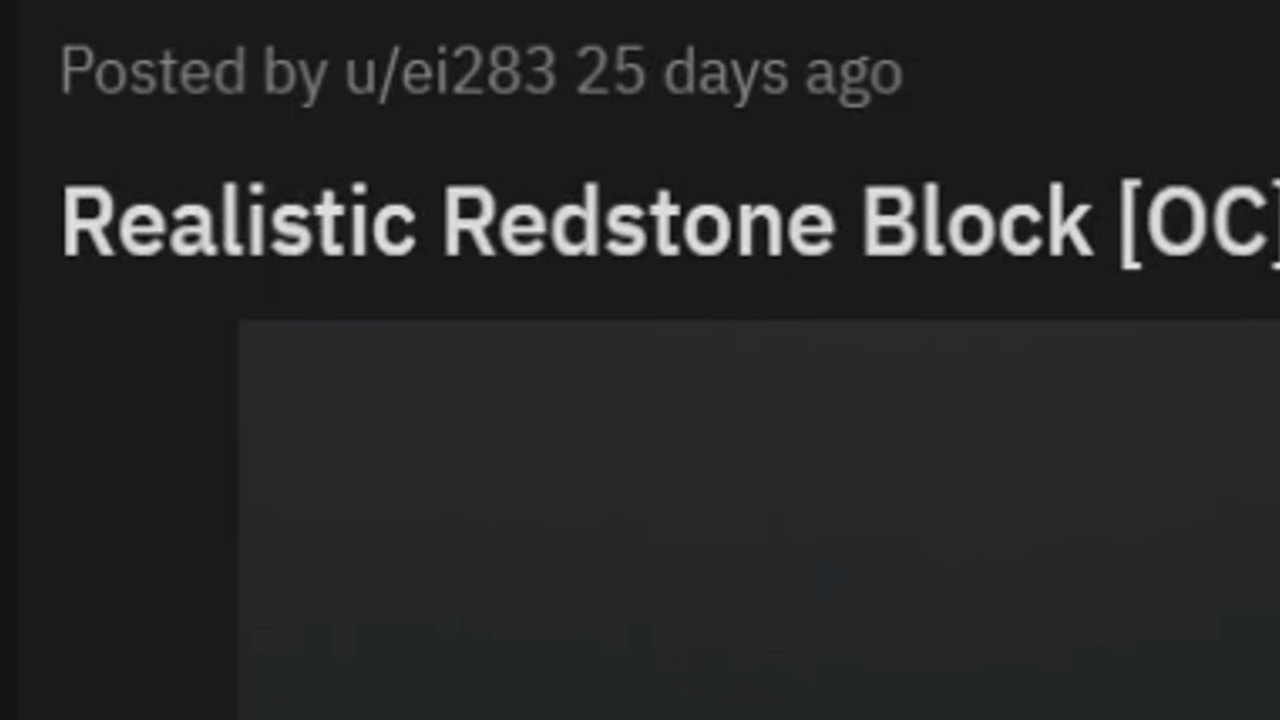 Posted by u/ei283 25 days ago
Realistic Redstone Block [OC]